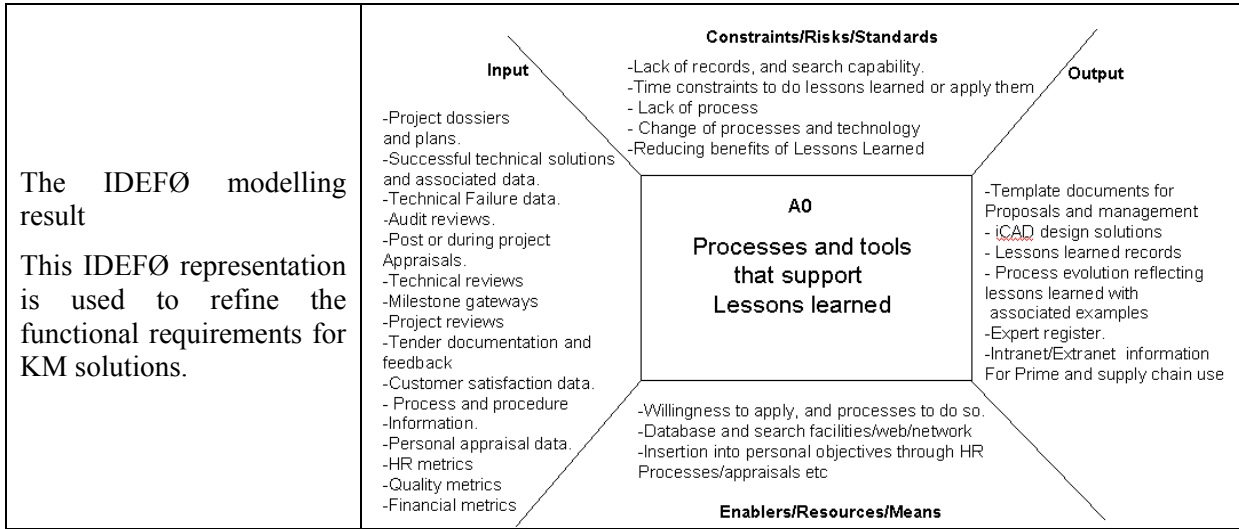 The IDEFØ modelling
result
This IDEFØ representation
is used to refine the
functional requirements for
KM solutions.
Input
-Project dossiers
and plans.
-Successful technical solutions
and associated data.
-Technical Failure data.
-Audit reviews.
-Post or during project
Appraisals.
-Technical reviews
-Milestone gateways
-Project reviews
-Tender documentation and
feedback
-Customer satisfaction data.
- Process and procedure
-Information.
-Personal appraisal data.
-HR metrics
-Quality metrics
-Financial metrics
Constraints/Risks/Standards
-Lack of records, and search capability.
-Time constraints to do lessons learned or apply them
- Lack of process
- Change of processes and technology
-Reducing benefits of Lessons Learned
A0
Processes and tools
that support
Lessons learned
-Willingness to apply, and processes to do so.
-Database and search facilities/web/network
-Insertion into personal objectives through HR
Processes/appraisals etc
Enablers/Resources/Means
Output
-Template documents for
Proposals and management
- iCAD design solutions
- Lessons learned records
- Process evolution reflecting
lessons learned with
associated examples
-Expert register.
-Intranet/Extranet information
For Prime and supply chain use